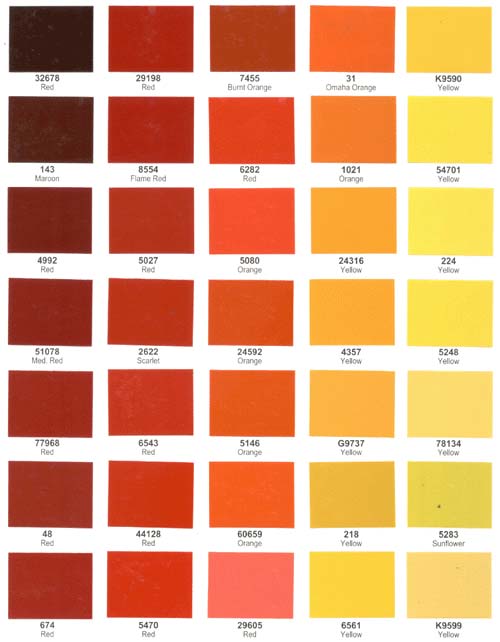 32678 29198 7455 31 K9590
Red Red Burnt Orange Omaha Orange Yellow
143 8554 6282 1021 54701
Maroon Flame Red Red Orange Yellow
4992 5027 5080 24316 224
Red Red Orange Yellow Yellow
51078 2622 24592 4357 5248
Med. Red Scarlet Orange Yellow Yellow
77968 6543 5146 G9737 78134
Red Red Orange Yellow Yellow
48 44128 60659 218 5283
Red Red Orange Yellow Sunflower
674 5470 29605 6561 K9599
Red Red Red Yellow Yellow